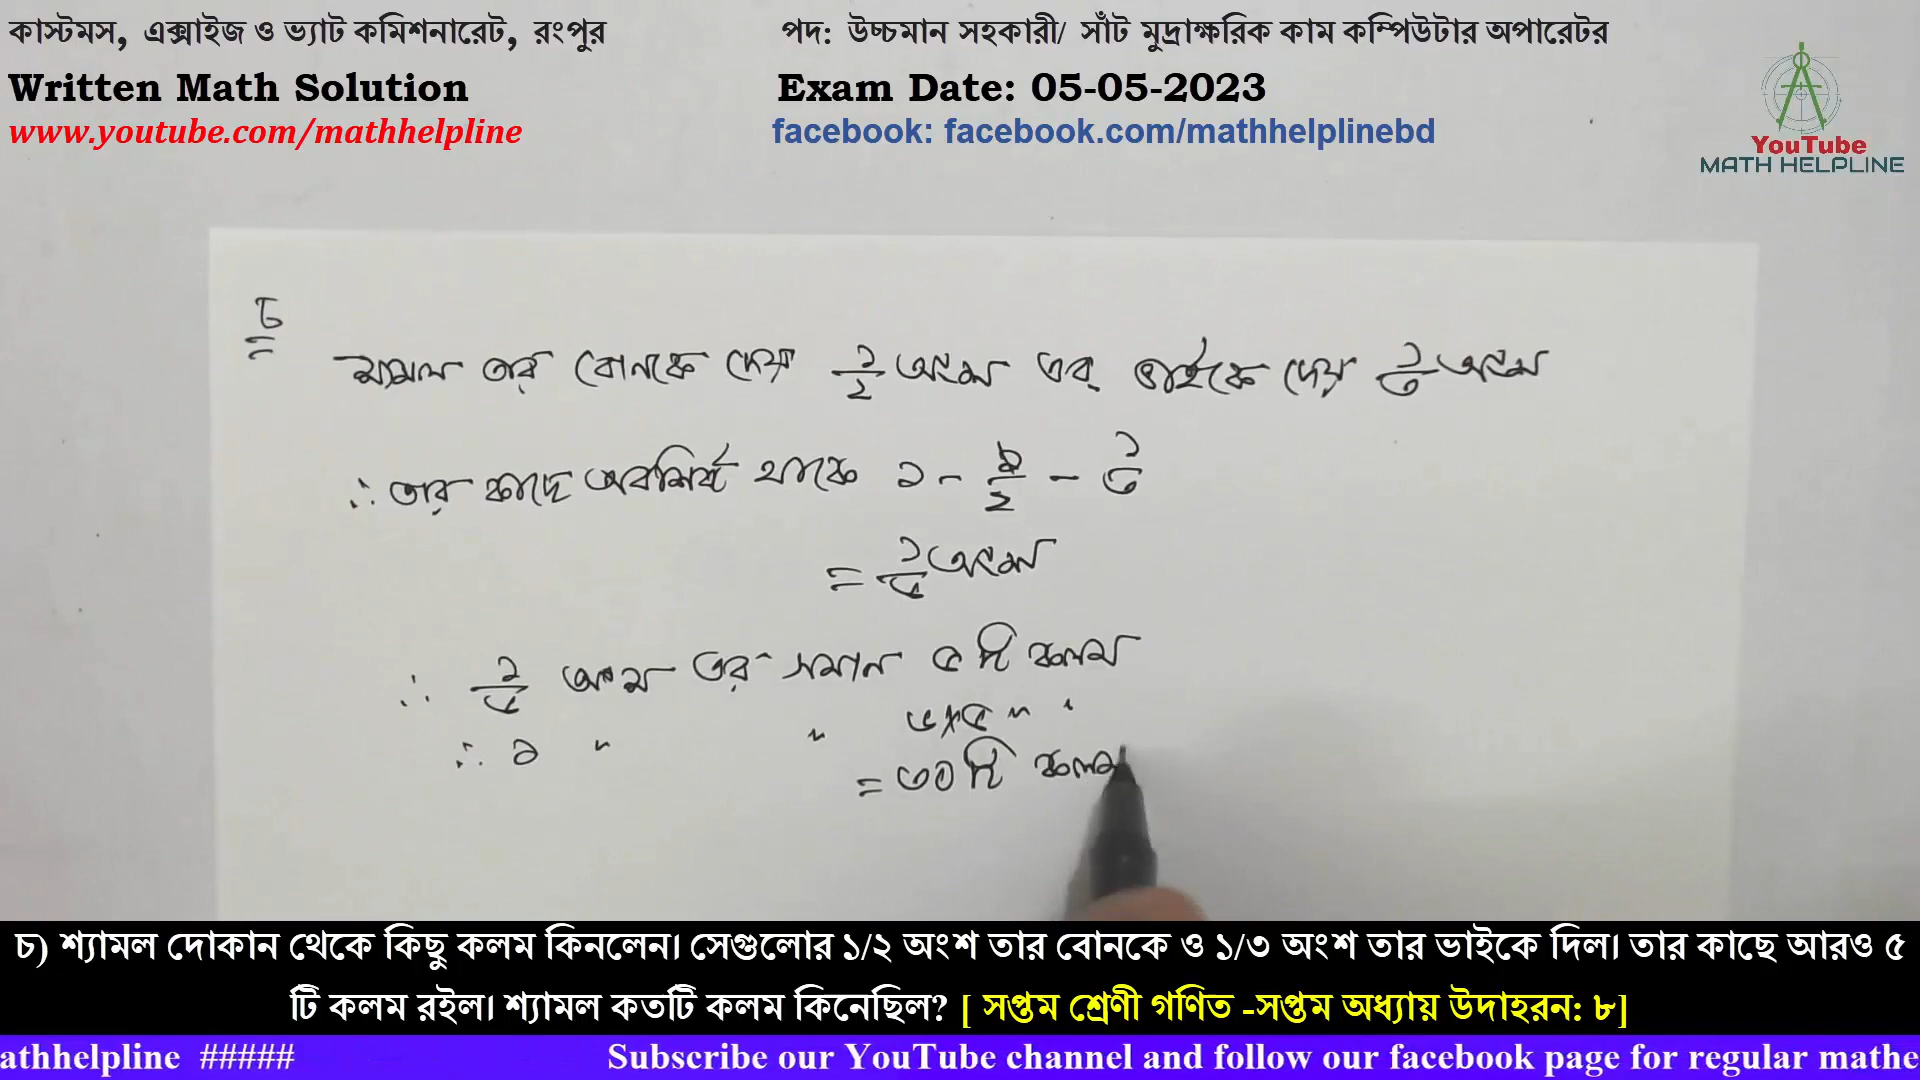 কাস্টমস, এক্সাইজ ও ভ্যাট কমিশনারেট, রংপুর
পদ: উচ্চমান সহকারী/ সাঁট মুদ্রাক্ষরিক কাম কম্পিউটার অপারেটর
Written Math Solution
Exam Date: 05-05-2023
www.youtube.com/mathhelpline
facebook: facebook.com/mathhelplinebd
YouTube
MATH HELPLINE
চ
শ্যামল তার বোনকে দেয় ১/২ অংশ এবং ভাইকে দেয় ১/৩ অংশ
∴ তার কাছে অবশিষ্ট থাকে ১ - ১/২ - ১/৩
= ১/৬ অংশ
∴ ১/৬ অংশ এর সমান ৫ টি কলম
∴ ১ " " ৬×৫ " "
= ৩০ টি কলম
চ) শ্যামল দোকান থেকে কিছু কলম কিনলেন। সেগুলোর ১/২ অংশ তার বোনকে ও ১/৩ অংশ তার ভাইকে দিল। তার কাছে আরও ৫
টি কলম রইল। শ্যামল কতটি কলম কিনেছিল? [ সপ্তম শ্রেণী গণিত -সপ্তম অধ্যায় উদাহরন: ৮]
athhelpline ##### Subscribe our YouTube channel and follow our facebook page for regular mathe